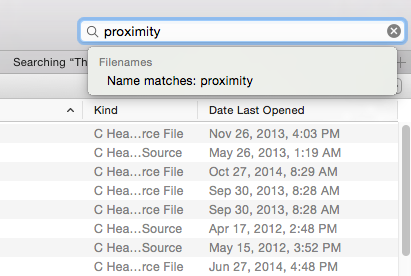 proximity
Searching “Th
Filenames
Name matches: proximity
Kind Date Last Opened
C Hea...rce File Nov 26, 2013, 4:03 PM
C Hea...Source May 26, 2013, 1:19 AM
C Hea...rce File Oct 27, 2014, 8:29 AM
C Hea...rce File Sep 30, 2013, 8:28 AM
C Hea...rce File Sep 30, 2013, 8:28 AM
C Hea...Source Apr 17, 2012, 2:48 PM
C Hea...Source May 15, 2012, 3:52 PM
C Hea...rce File Jun 27, 2014, 4:48 PM